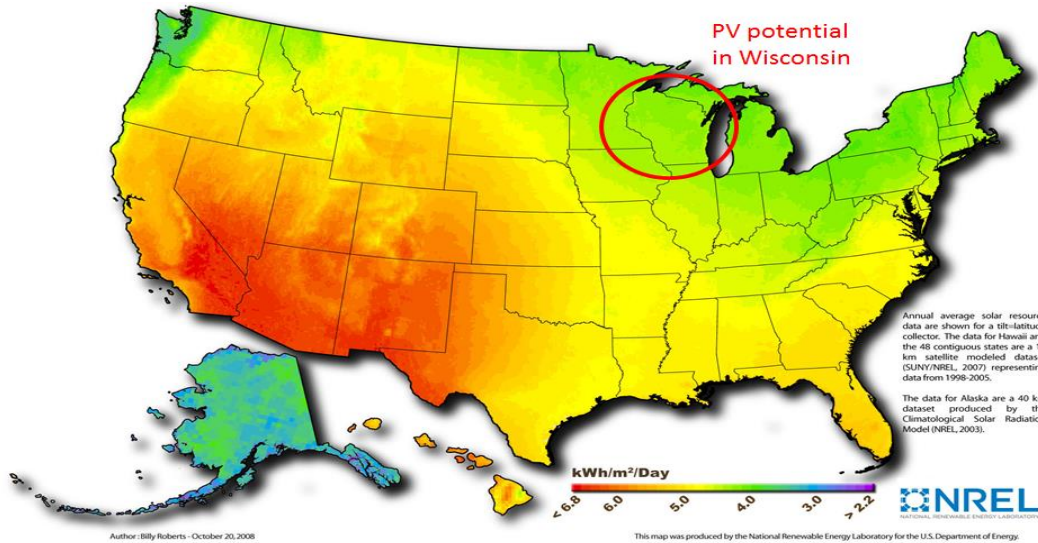 PV potential
in Wisconsin
Annual average solar resourc
data are shown for a tilt=latitud
collector. The data for Hawaii an
the 48 contiguous states are a 1
km satellite modeled datas
(SUNY/NREL, 2007) representin
data from 1998-2005.
The data for Alaska are a 40 k
dataset produced by th
Climatological Solar Radiatio
Model (NREL, 2003).
kWh/m²/Day
< 6.8 6.0 5.0 4.0 3.0 > 2.2
NREL
NATIONAL RENEWABLE ENERGY LABORATORY
Author : Billy Roberts - October 20, 2008
This map was produced by the National Renewable Energy Laboratory for the U.S. Department of Energy.